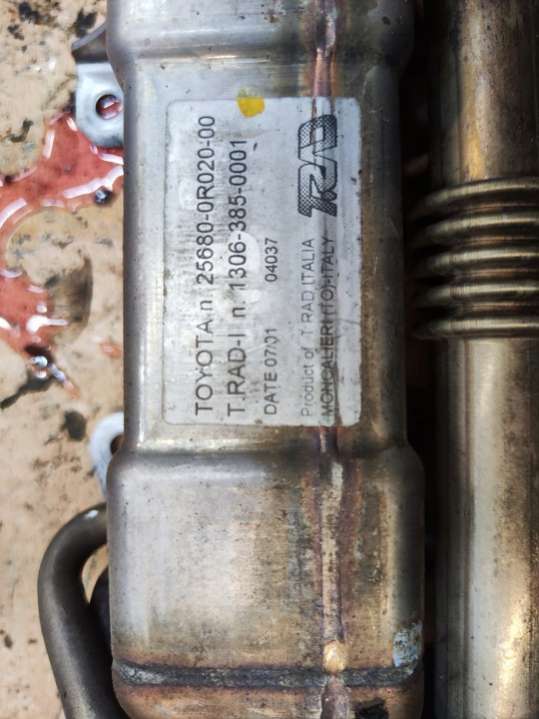 TOYOTA n. 25680-0R020-00
T.RAD-I n. 1306-385-0001
DATE 07/01 04037
Product of T.RAD ITALIA
MONCALIERI (TO)-ITALY
TRAD